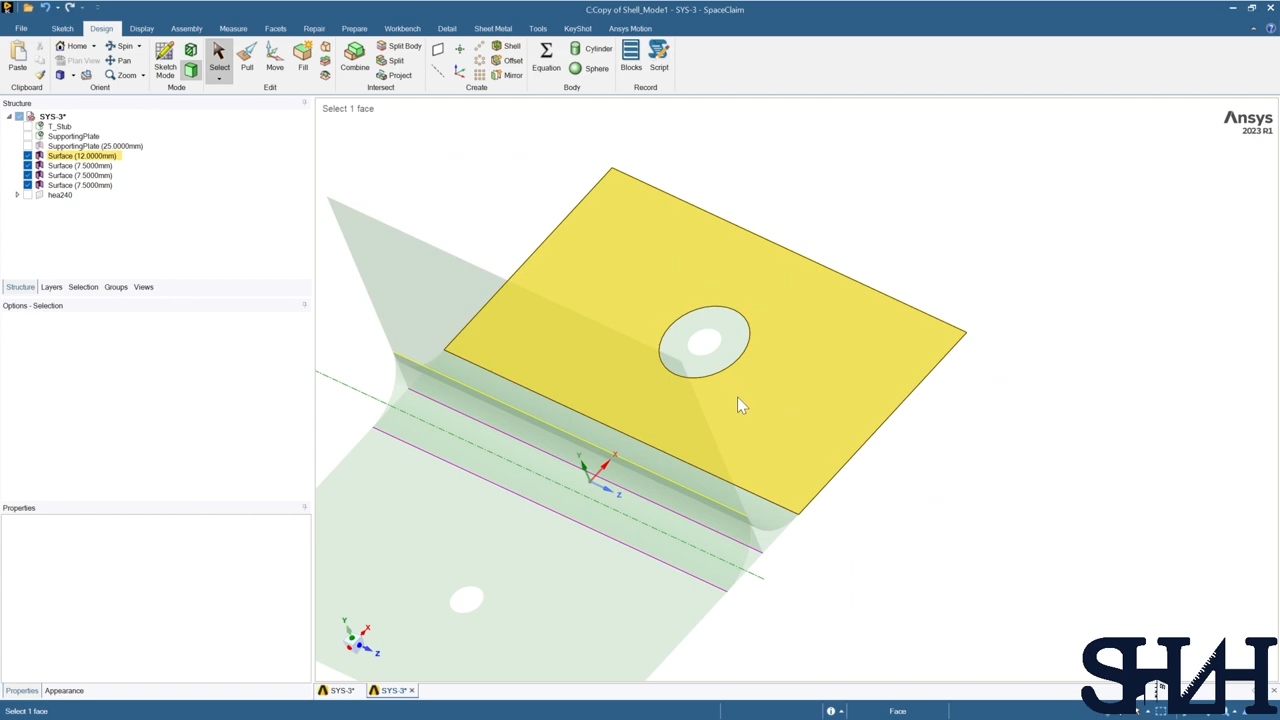 C:Copy of Shell_Mode1 - SYS-3 - SpaceClaim
File Sketch Design Display Assembly Measure Facets Repair Prepare Workbench Detail Sheet Metal Tools KeyShot Ansys Motion
Home Spin Split Body Shell Cylinder
Plan View Pan Split Offset
Paste Zoom Sketch Mode Select Pull Move Fill Combine Project Mirror Equation Sphere Blocks Script
Clipboard Orient Mode Edit Intersect Create Body Record
Structure
Select 1 face
SYS-3*
T_Stub
SupportingPlate
SupportingPlate (25.0000mm)
Surface (12.0000mm)
Surface (7.5000mm)
Surface (7.5000mm)
Surface (7.5000mm)
hea240
Ansys
2023 R1
Structure Layers Selection Groups Views
Options - Selection
Properties
Y X Z
Y X Z
Properties Appearance
SYS-3* SYS-3*
Select 1 face
Face
SHZH